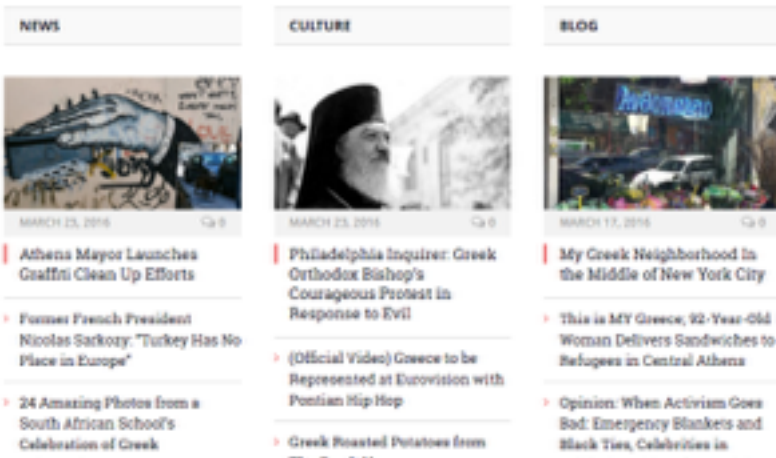 NEWS
MARCH 23, 2016
0
Athens Mayor Launches
Graffiti Clean Up Efforts
Former French President
Nicolas Sarkozy: "Turkey Has No
Place in Europe"
24 Amazing Photos from a
South African School's
Celebration of Greek
CULTURE
MARCH 23, 2016
0
Philadelphia Inquirer: Greek
Orthodox Bishop's
Courageous Protest in
Response to Evil
(Official Video) Greece to be
Represented at Eurovision with
Pontian Hip Hop
Greek Roasted Potatoes from
BLOG
MARCH 17, 2016
0
My Greek Neighborhood In
the Middle of New York City
This is MY Greece; 92-Year-Old
Woman Delivers Sandwiches to
Refugees in Central Athens
Opinion: When Activism Goes
Bad: Emergency Blankets and
Black Ties, Celebrities in